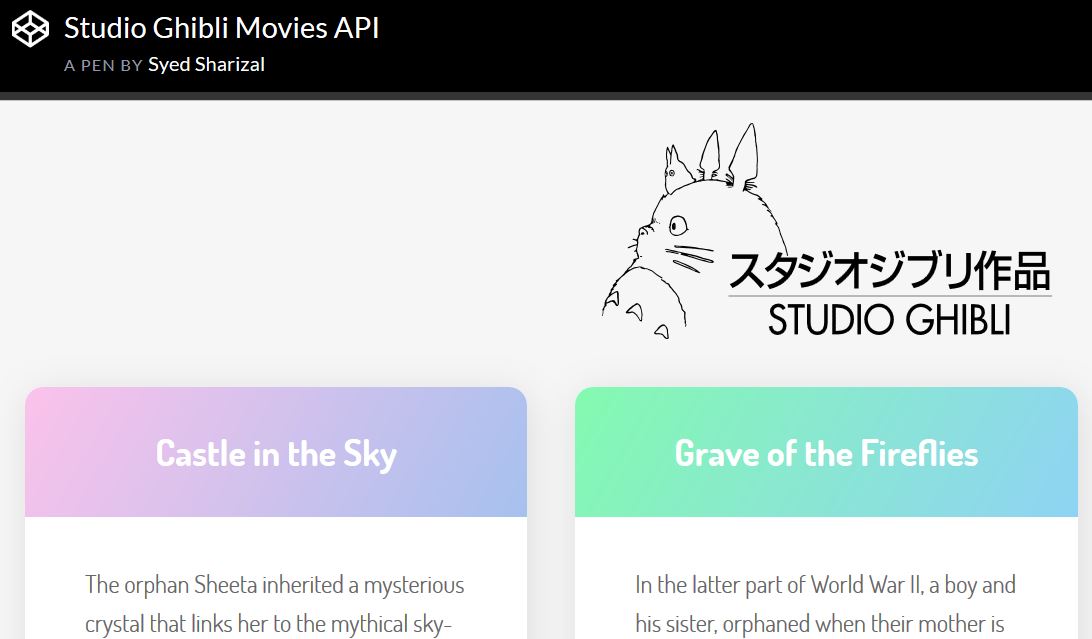 Studio Ghibli Movies API
A PEN BY Syed Sharizal
スタジオジブリ作品
STUDIO GHIBLI
Castle in the Sky
The orphan Sheeta inherited a mysterious
crystal that links her to the mythical sky-
Grave of the Fireflies
In the latter part of World War II, a boy and
his sister, orphaned when their mother is